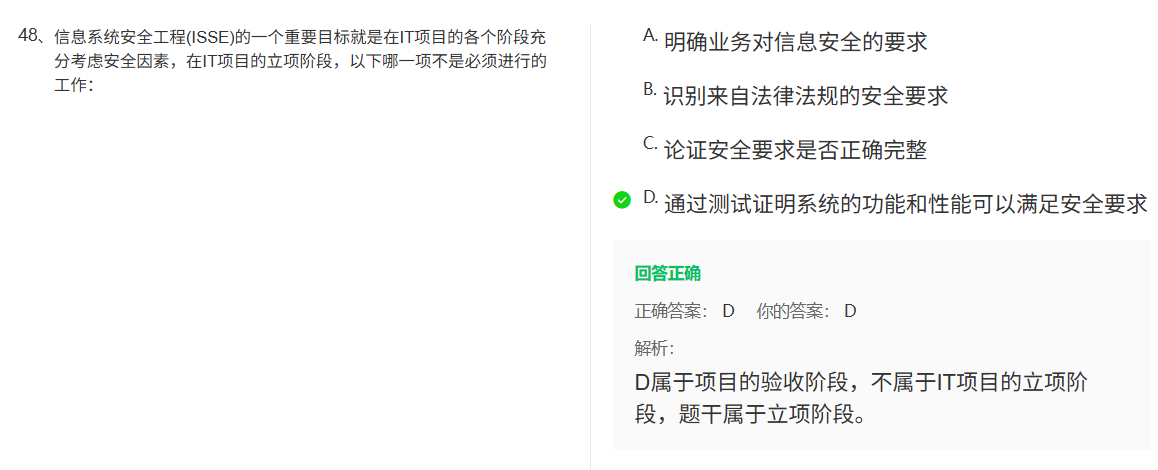 48、信息系统安全工程(ISSE)的一个重要目标就是在IT项目的各个阶段充
分考虑安全因素，在IT项目的立项阶段，以下哪一项不是必须进行的
工作：
A. 明确业务对信息安全的要求
B. 识别来自法律法规的安全要求
C. 论证安全要求是否正确完整
D. 通过测试证明系统的功能和性能可以满足安全要求
回答正确
正确答案： D 你的答案： D
解析：
D属于项目的验收阶段，不属于IT项目的立项阶
段，题干属于立项阶段。